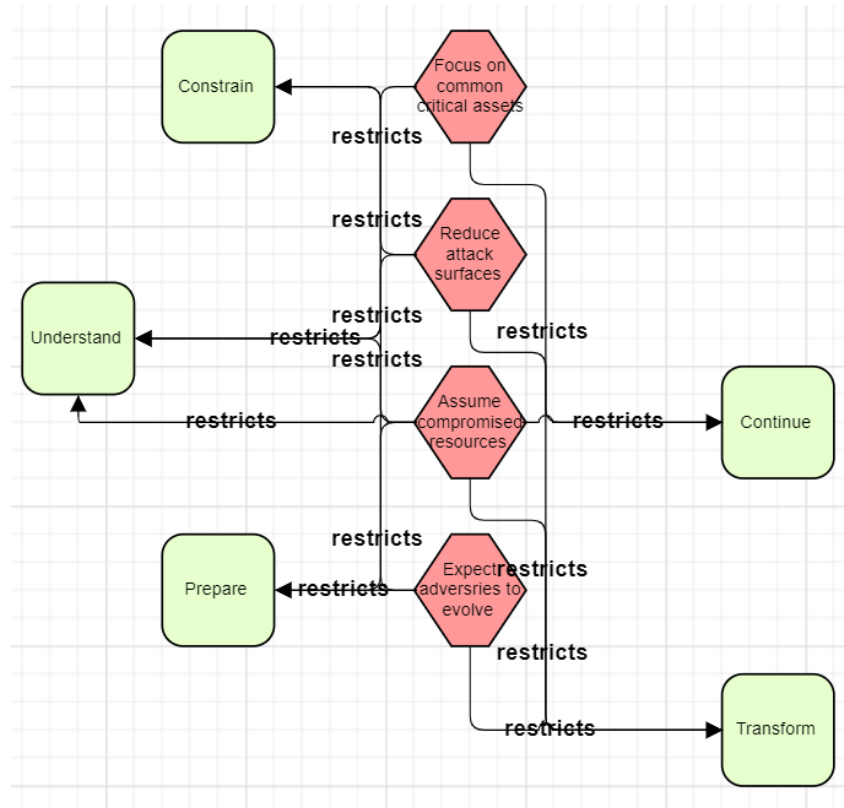 Constrain
Focus on
common
critical assets
restricts
restricts
Reduce
attack
surfaces
restricts
restricts
Understand
restricts
restricts
Assume
compromised
resources
restricts
restricts
Continue
restricts
Prepare
restricts
Expect
adversries to
evolve
restricts
restricts
restricts
Transform